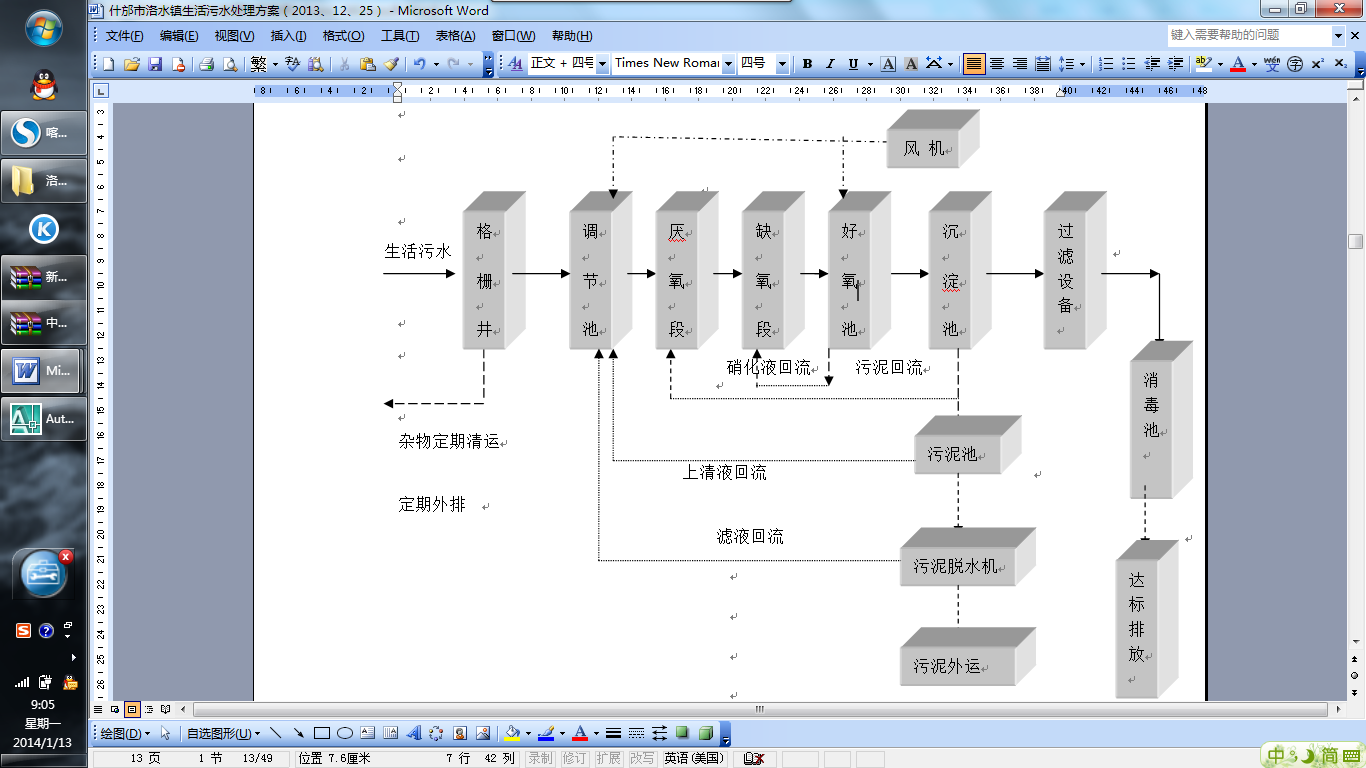 什邡市洛水镇生活污水处理方案(2013、12、25) - Microsoft Word
文件(F) 编辑(E) 视图(V) 插入(I) 格式(O) 工具(T) 表格(A) 窗口(W) 帮助(H)
键入需要帮助的问题
正文 + 四号 Times New Roman 四号
喀...
洛...
新...
中...
Mi...
Aut...
风 机
生活污水
格栅井
调节池
厌氧段
缺氧段
好氧池
沉淀池
过滤设备
硝化液回流
污泥回流
消毒池
杂物定期清运
污泥池
上清液回流
定期外排
滤液回流
污泥脱水机
达标排放
污泥外运
9:05
星期一
2014/1/13
绘图(D) 自选图形(U)
13 页 1 节 13/49 位置 7.6厘米 7 行 42 列 录制 修订 扩展 改写 英语(美国)
中 简